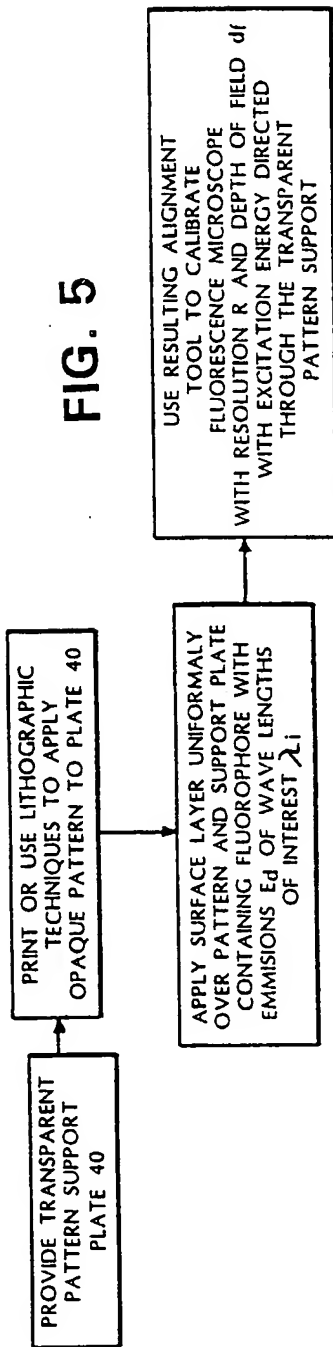 FIG. 5
PROVIDE TRANSPARENT
PATTERN SUPPORT
PLATE 40
PRINT OR USE LITHOGRAPHIC
TECHNIQUES TO APPLY
OPAQUE PATTERN TO PLATE 40
APPLY SURFACE LAYER UNIFORMALY
OVER PATTERN AND SUPPORT PLATE
CONTAINING FLUOROPHORE WITH
EMMISIONS Ed OF WAVE LENGTHS
OF INTEREST λi
USE RESULTING ALIGNMENT
TOOL TO CALIBRATE
FLUORESCENCE MICROSCOPE
WITH RESOLUTION R AND DEPTH OF FIELD df
WITH EXCITATION ENERGY DIRECTED
THROUGH THE TRANSPARENT
PATTERN SUPPORT